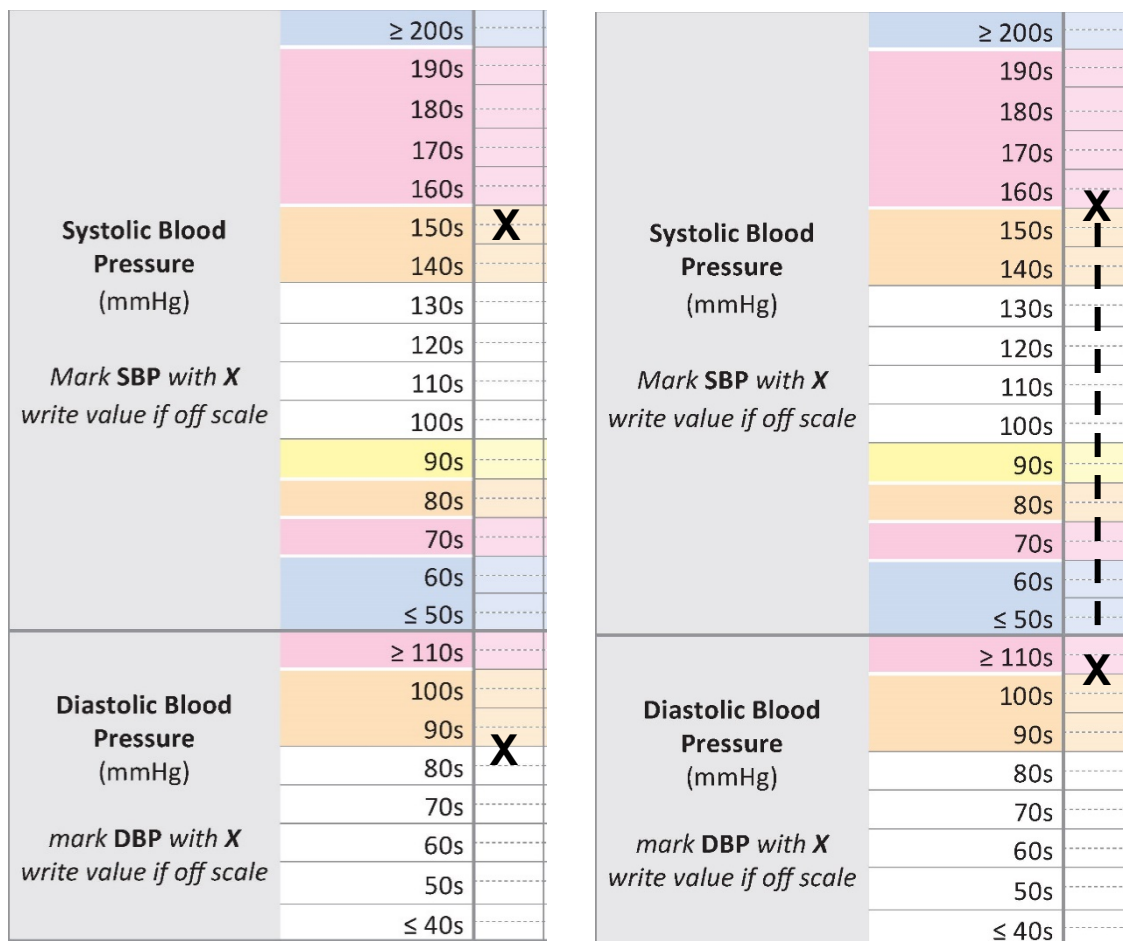 ≥ 200s
190s
180s
170s
160s
Systolic Blood
Pressure
(mmHg)
Mark SBP with X
write value if off scale
150s
X
140s
130s
120s
110s
100s
90s
80s
70s
60s
≤ 50s
≥ 110s
Diastolic Blood
Pressure
(mmHg)
mark DBP with X
write value if off scale
100s
90s
X
80s
70s
60s
50s
≤ 40s
≥ 200s
190s
180s
170s
160s
X
Systolic Blood
Pressure
(mmHg)
Mark SBP with X
write value if off scale
150s
140s
130s
120s
110s
100s
90s
80s
70s
60s
≤ 50s
≥ 110s
X
Diastolic Blood
Pressure
(mmHg)
mark DBP with X
write value if off scale
100s
90s
80s
70s
60s
50s
≤ 40s